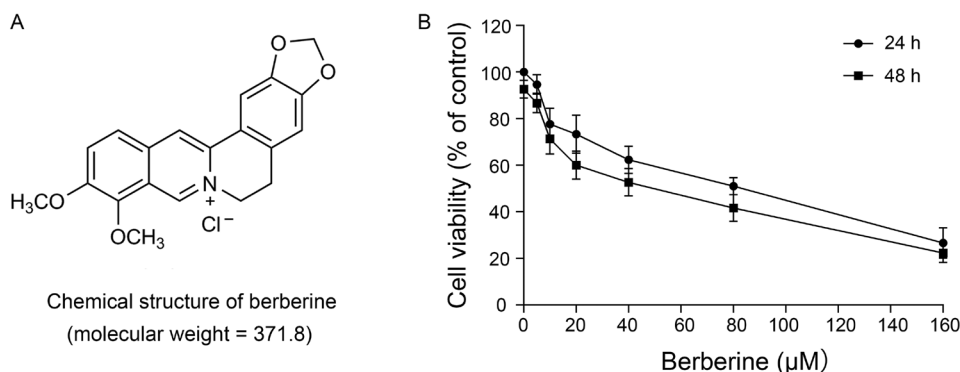 A
O
O
N
+
Cl−
H3CO
OCH3
Chemical structure of berberine
(molecular weight = 371.8)
B
Cell viability (% of control)
120
100
80
60
40
20
0
24 h
48 h
0 20 40 60 80 100 120 140 160
Berberine (μM)